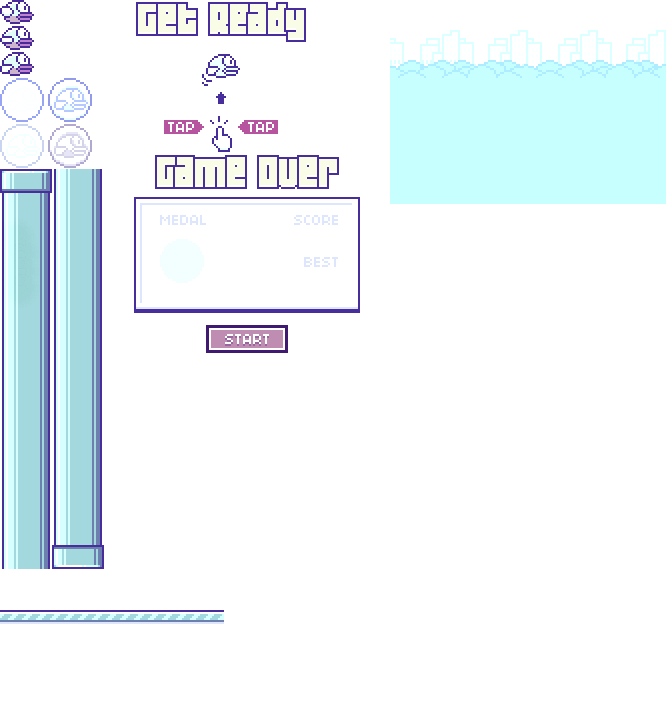 Get Ready
TAP TAP
Game Over
MEDAL SCORE
BEST
START